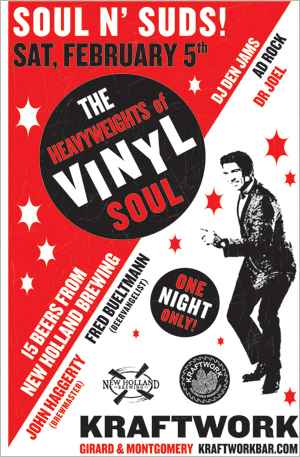 SOUL N' SUDS!
SAT, FEBRUARY 5th
DJ DEN JAMS
AD ROCK
DR JOEL
THE
HEAVYWEIGHTS of
VINYL
SOUL
15 BEERS FROM
NEW HOLLAND BREWING
JOHN HAGGERTY
(BREWMASTER)
FRED BUELTMANN
(BEERVANGELIST)
ONE
NIGHT
ONLY!
NEW HOLLAND
BREWING
KRAFTWORK
KRAFTWORK
GIRARD & MONTGOMERY KRAFTWORKBAR.COM